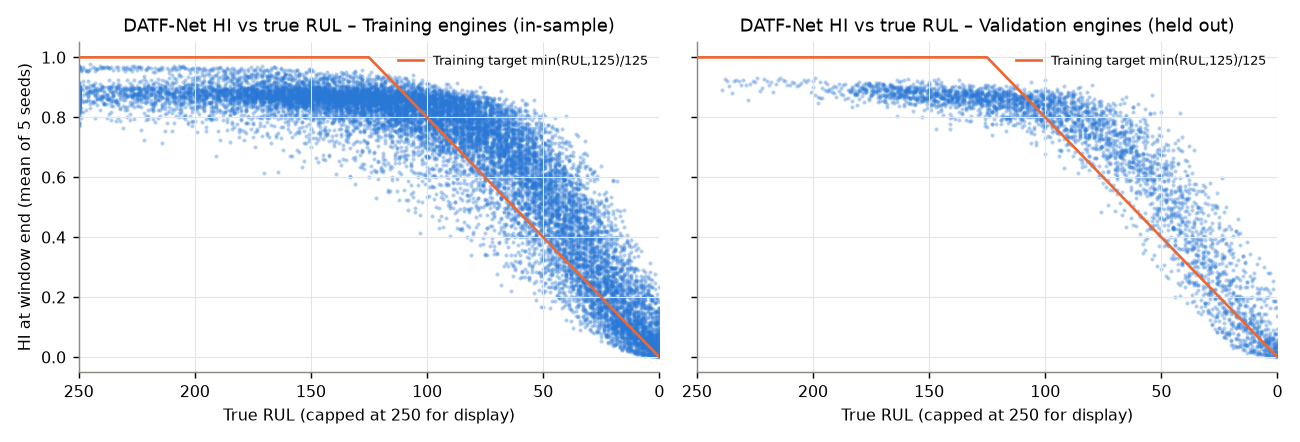 DATF-Net HI vs true RUL – Training engines (in-sample)
Training target min(RUL,125)/125
HI at window end (mean of 5 seeds)
1.0
0.8
0.6
0.4
0.2
0.0
250
200
150
100
50
0
True RUL (capped at 250 for display)
DATF-Net HI vs true RUL – Validation engines (held out)
Training target min(RUL,125)/125
250
200
150
100
50
0
True RUL (capped at 250 for display)